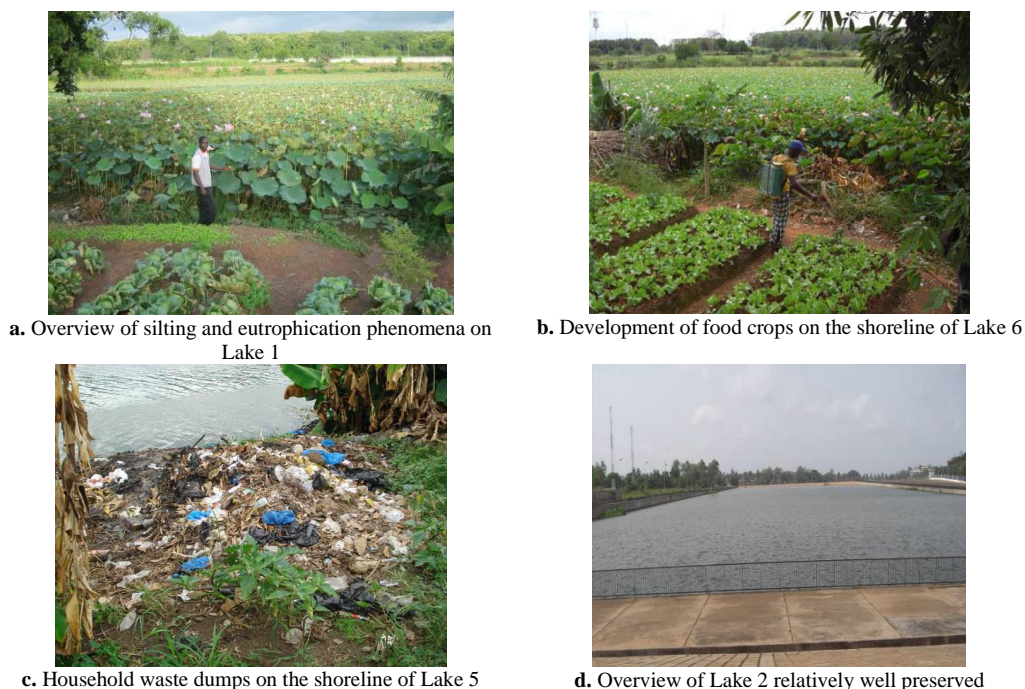 a. Overview of silting and eutrophication phenomena on
Lake 1
b. Development of food crops on the shoreline of Lake 6
c. Household waste dumps on the shoreline of Lake 5
d. Overview of Lake 2 relatively well preserved